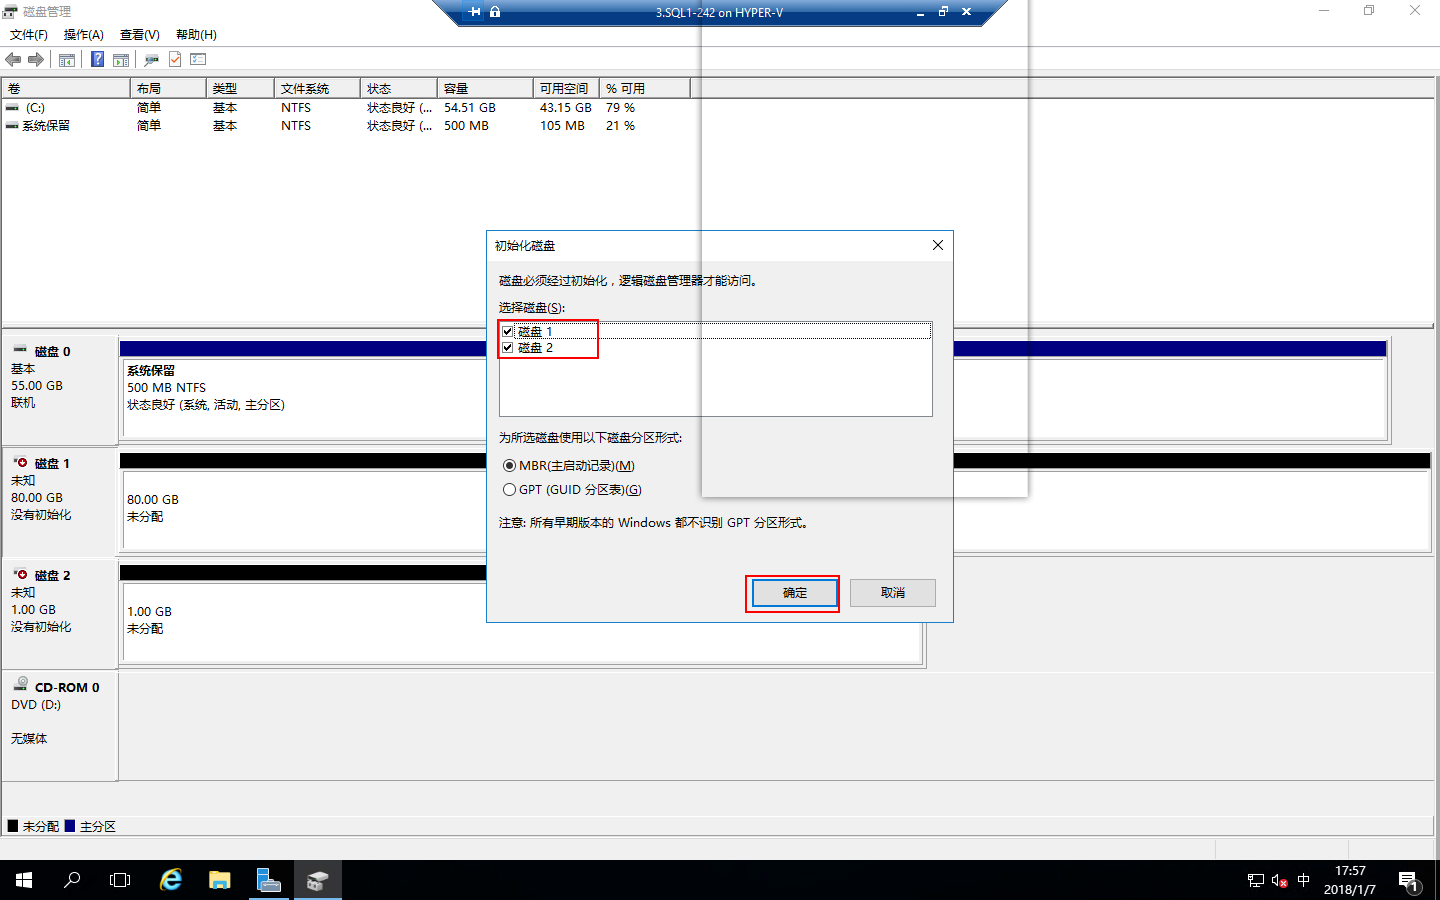 磁盘管理
3.SQL1-242 on HYPER-V
文件(F) 操作(A) 查看(V) 帮助(H)
卷 布局 类型 文件系统 状态 容量 可用空间 % 可用
(C:) 简单 基本 NTFS 状态良好 (... 54.51 GB 43.15 GB 79 %
系统保留 简单 基本 NTFS 状态良好 (... 500 MB 105 MB 21 %
初始化磁盘
磁盘必须经过初始化，逻辑磁盘管理器才能访问。
选择磁盘(S):
磁盘 1
磁盘 2
为所选磁盘使用以下磁盘分区形式:
MBR(主启动记录)(M)
GPT (GUID 分区表)(G)
注意: 所有早期版本的 Windows 都不识别 GPT 分区形式。
确定 取消
磁盘 0
基本
55.00 GB
联机
系统保留
500 MB NTFS
状态良好 (系统, 活动, 主分区)
磁盘 1
未知
80.00 GB
没有初始化
80.00 GB
未分配
磁盘 2
未知
1.00 GB
没有初始化
1.00 GB
未分配
CD-ROM 0
DVD (D:)
无媒体
未分配 主分区
中
17:57
2018/1/7
1